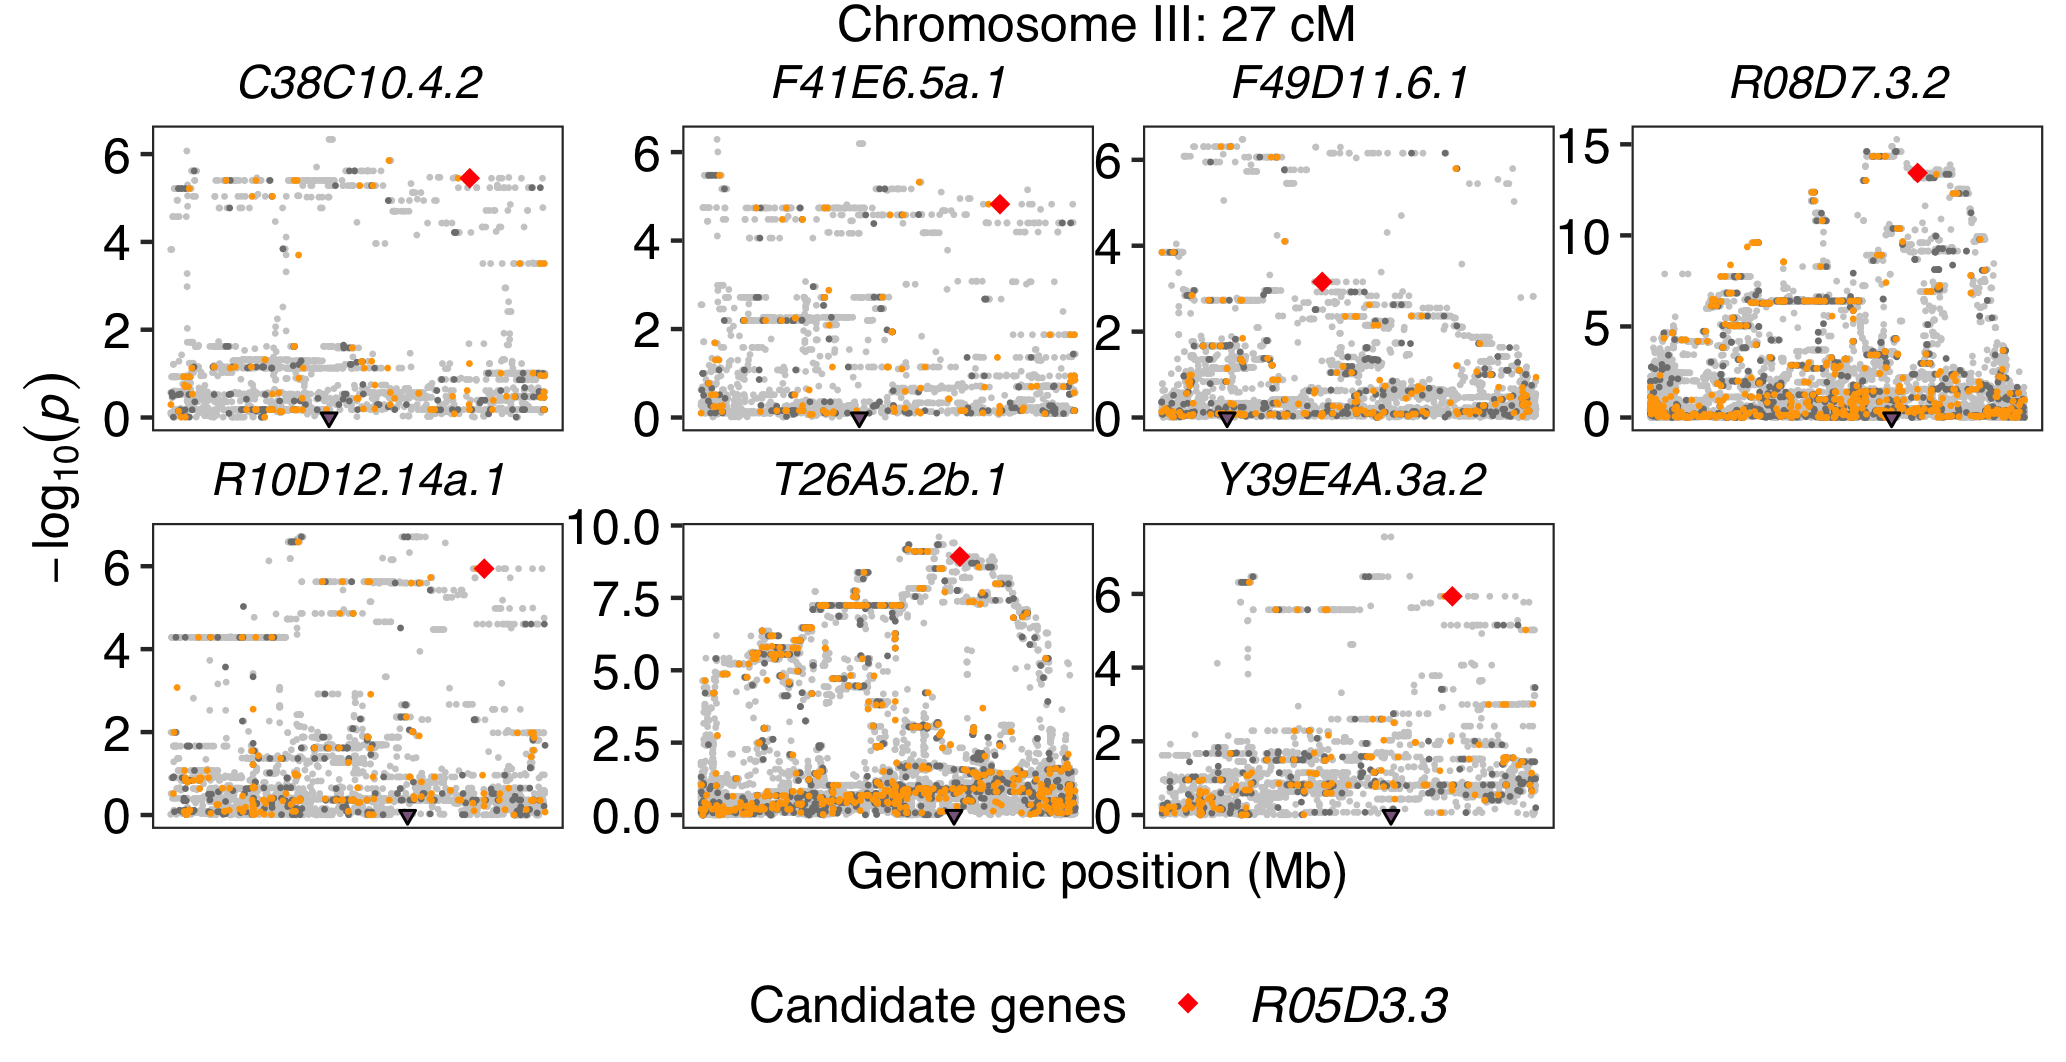 Chromosome III: 27 cM
C38C10.4.2 F41E6.5a.1 F49D11.6.1 R08D7.3.2
6 4 2 0
6 4 2 0
6 4 2 0
15 10 5 0
R10D12.14a.1 T26A5.2b.1 Y39E4A.3a.2
6 4 2 0
10.0 7.5 5.0 2.5 0.0
6 4 2 0
−log10(p)
Genomic position (Mb)
Candidate genes R05D3.3